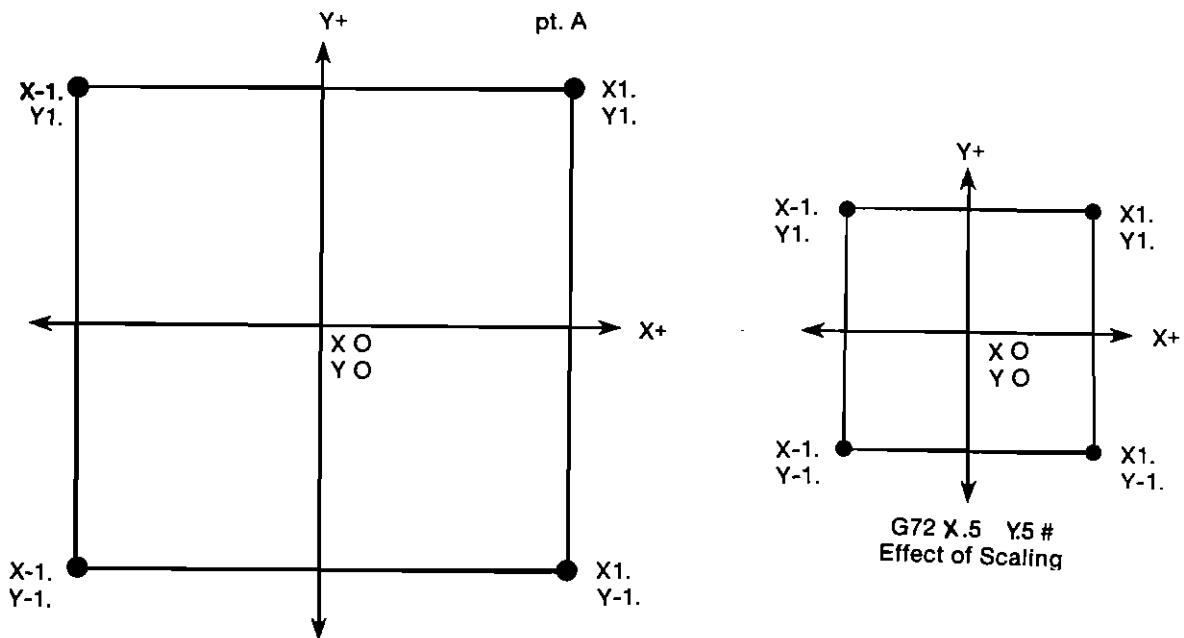 Y+
pt. A
X-1.
Y1.
X1.
Y1.
X+
X O
Y O
X-1.
Y-1.
X1.
Y-1.
Y+
X-1.
Y1.
X1.
Y1.
X+
X O
Y O
X-1.
Y-1.
X1.
Y-1.
G72 X.5 Y.5 #
Effect of Scaling